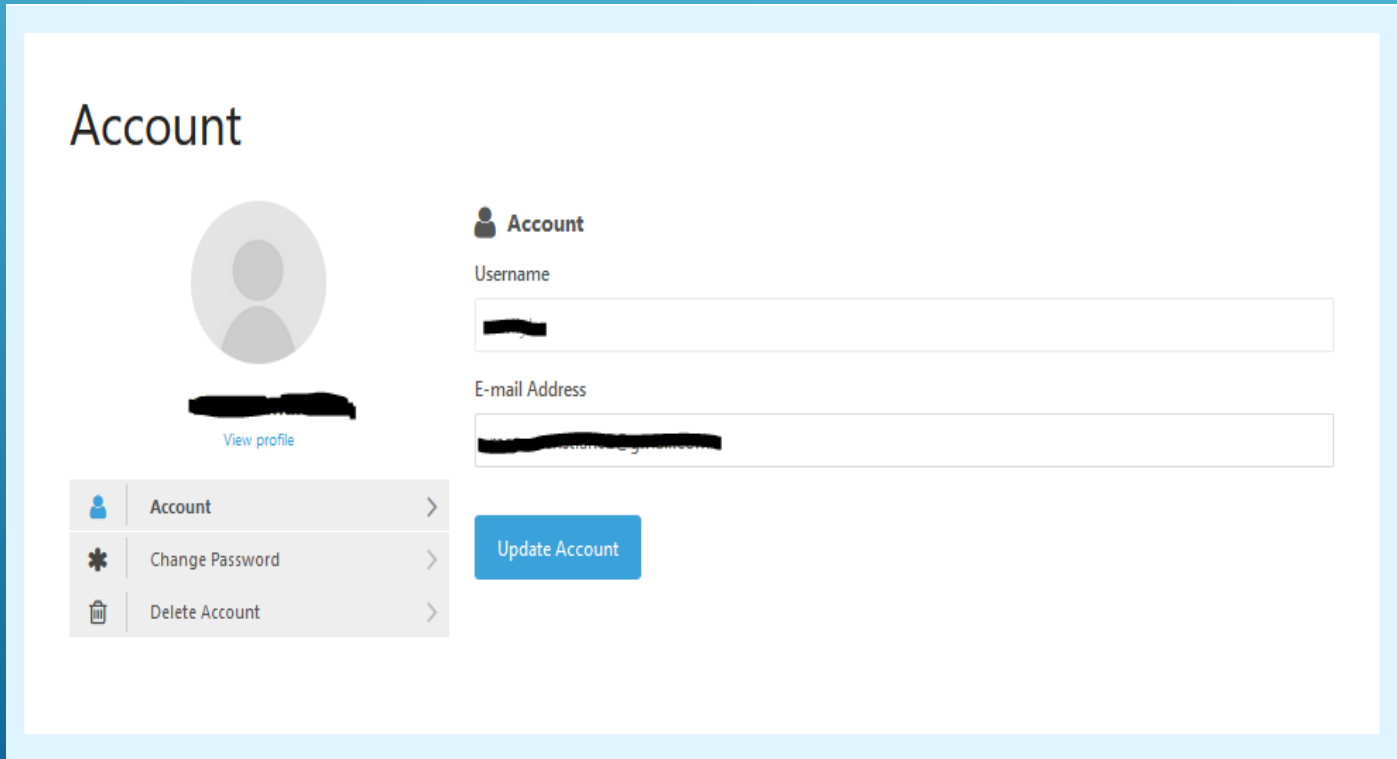 Account
View profile
Account
Change Password
Delete Account
Account
Username
E-mail Address
Update Account